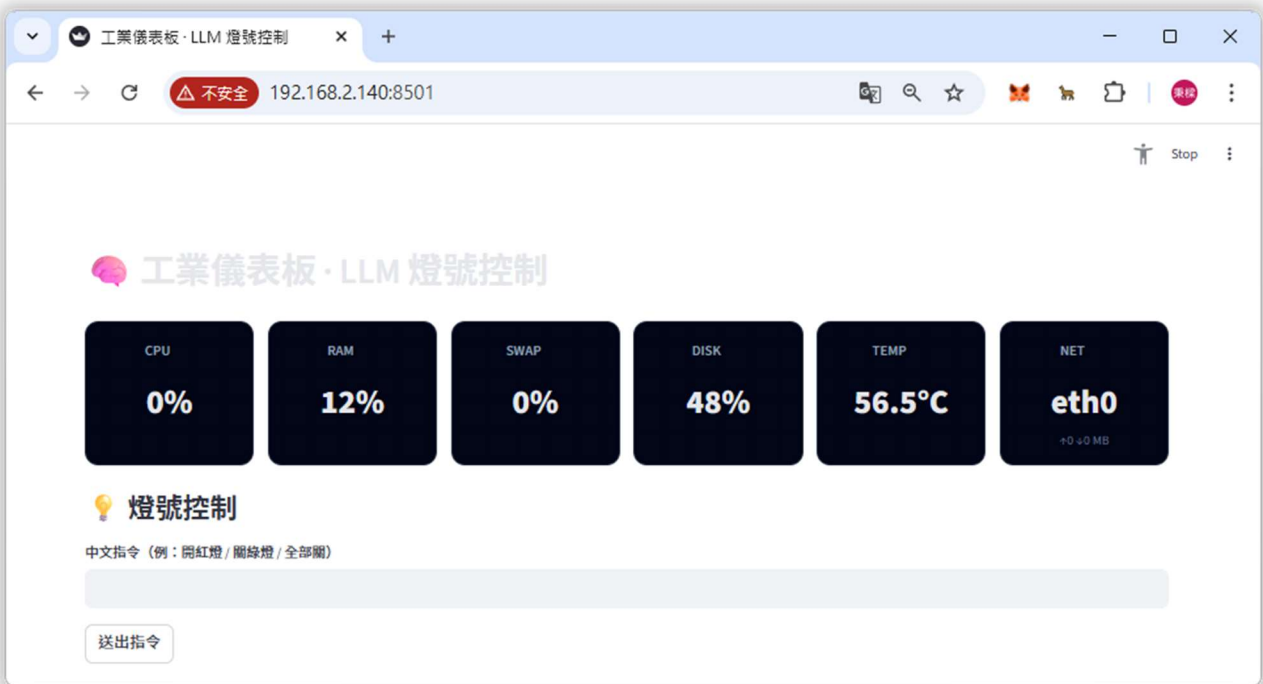 工業儀表板 · LLM 燈號控制
不安全 192.168.2.140:8501
秉樑
Stop
工業儀表板 · LLM 燈號控制
CPU
0%
RAM
12%
SWAP
0%
DISK
48%
TEMP
56.5°C
NET
eth0
↑0 ↓0 MB
燈號控制
中文指令（例：開紅燈 / 關綠燈 / 全部關）
送出指令